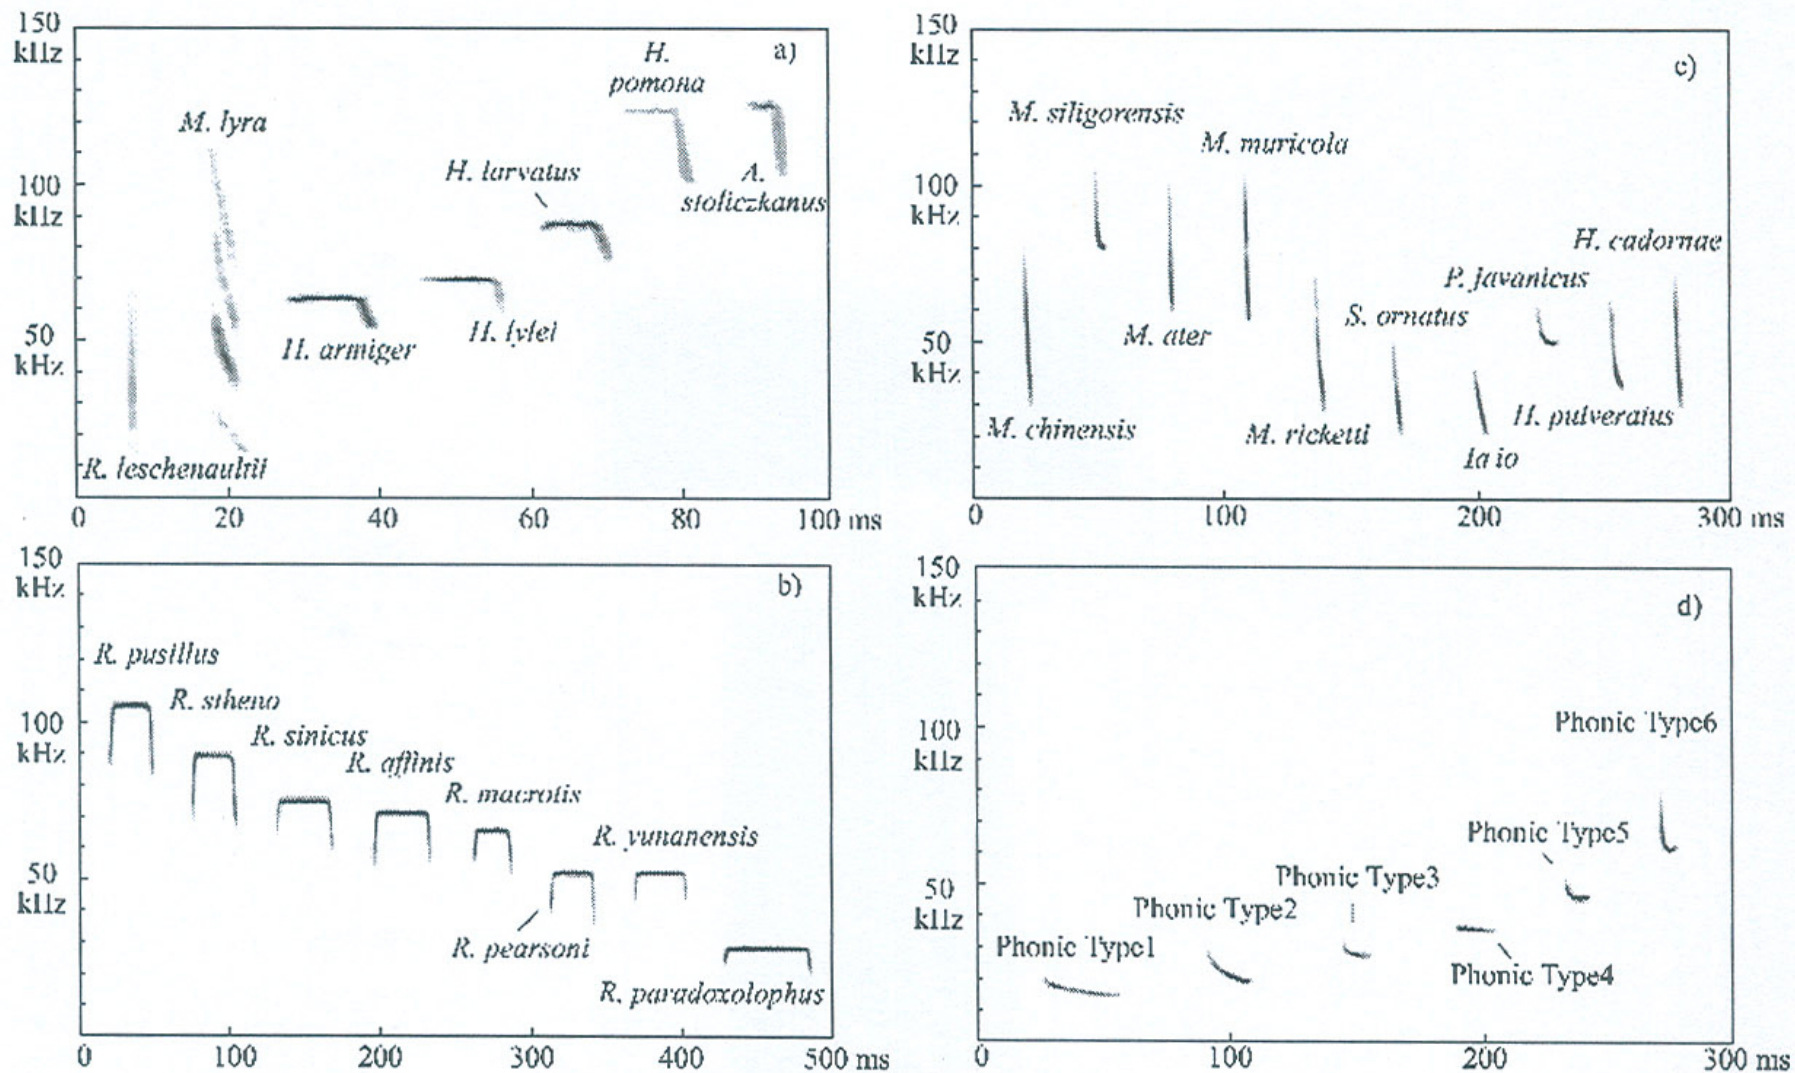 150
kHz
a)
H.
pomona
M. lyra
H. larvatus
100
kHz
A.
stoliczkanus
50
kHz
H. armiger
H. lylei
R. leschenaultii
0 20 40 60 80 100 ms
150
kHz
c)
M. siligorensis
M. muricola
100
kHz
H. cadornae
P. javanicus
S. ornatus
M. ater
50
kHz
M. chinensis
M. ricketti
H. pulveratus
Ia io
0 100 200 300 ms
150
kHz
b)
R. pusillus
R. stheno
100
kHz
R. sinicus
R. affinis
R. macrotis
R. yunanensis
50
kHz
R. pearsoni
R. paradoxolophus
0 100 200 300 400 500 ms
150
kHz
d)
100
kHz
Phonic Type6
Phonic Type5
50
kHz
Phonic Type3
Phonic Type2
Phonic Type1
Phonic Type4
0 100 200 300 ms